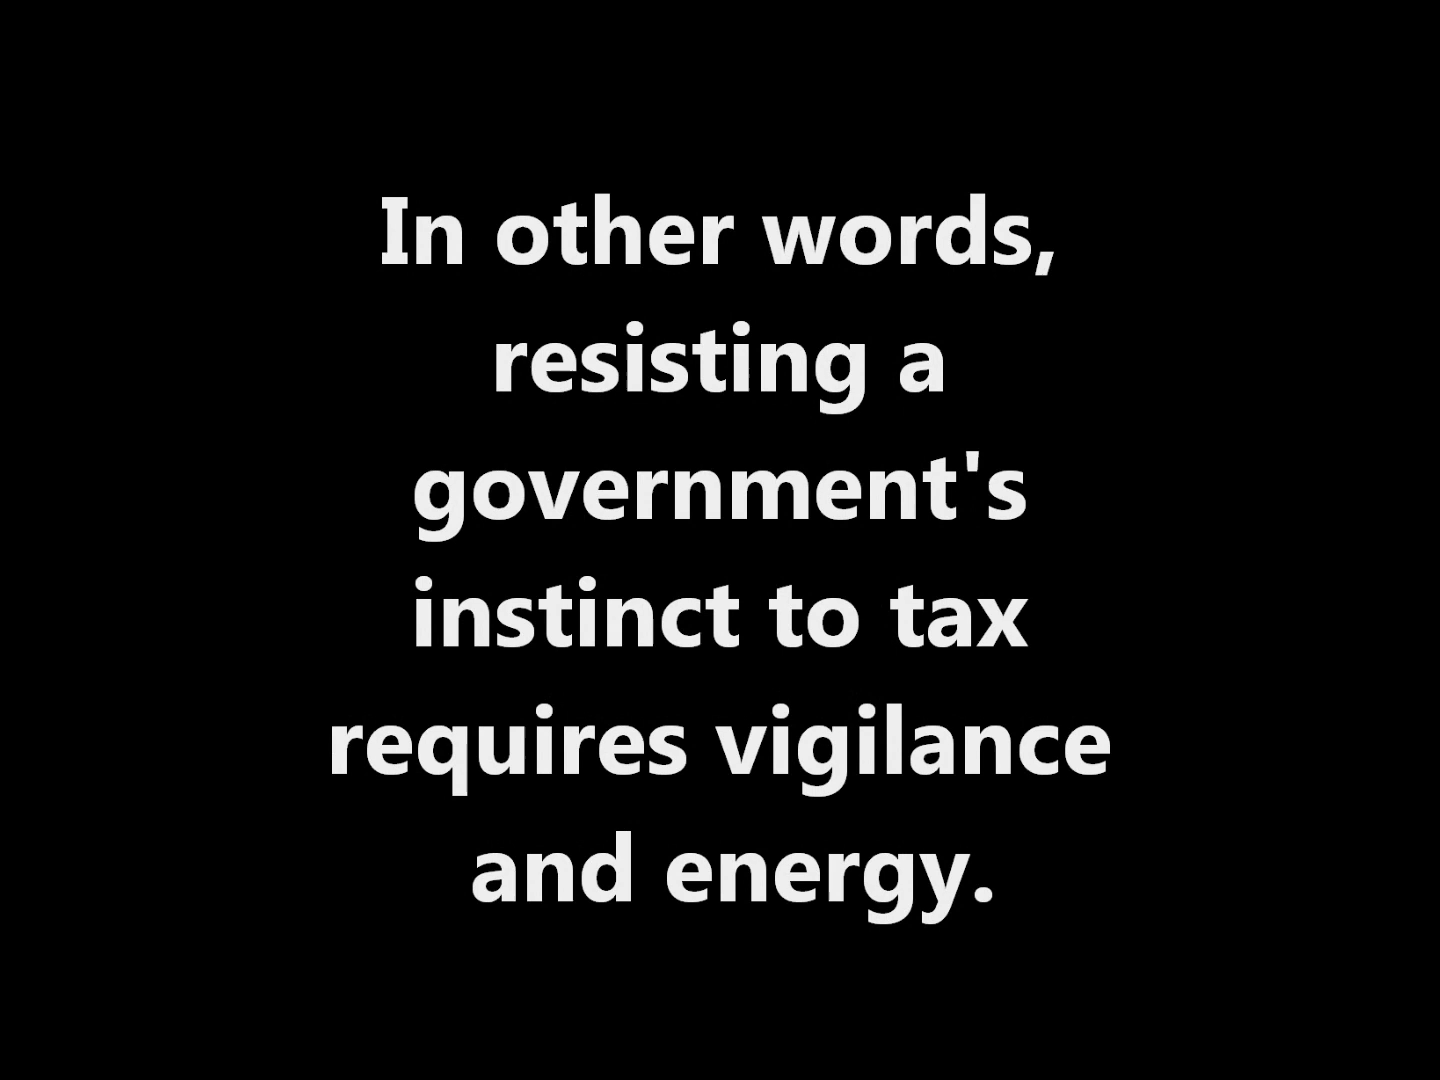 In other words,
resisting a
government's
instinct to tax
requires vigilance
and energy.